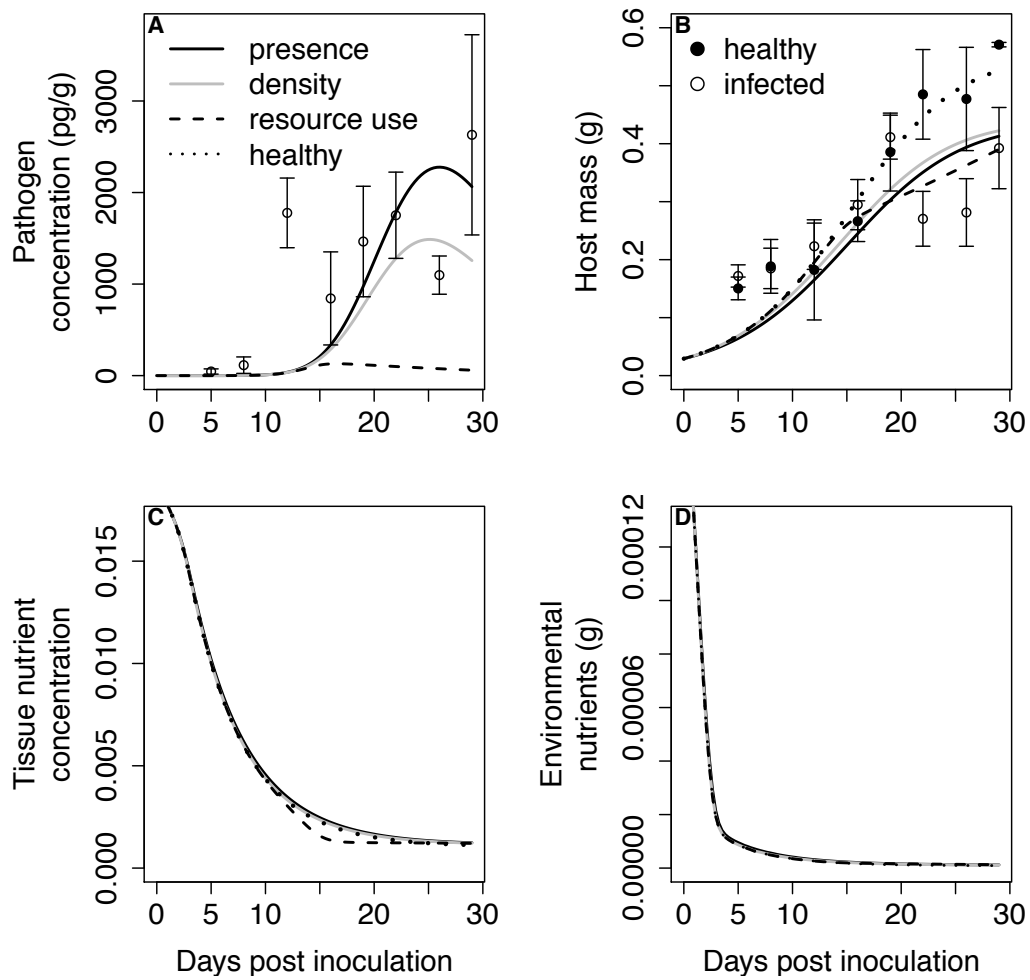 A
presence
density
resource use
healthy
Pathogen
concentration (pg/g)
0 1000 2000 3000
0 5 10 20 30
B
healthy
infected
Host mass (g)
0.0 0.2 0.4 0.6
0 5 10 20 30
C
Tissue nutrient
concentration
0.000 0.005 0.010 0.015
0 5 10 20 30
Days post inoculation
D
Environmental
nutrients (g)
0.00000 0.00006 0.00012
0 5 10 20 30
Days post inoculation